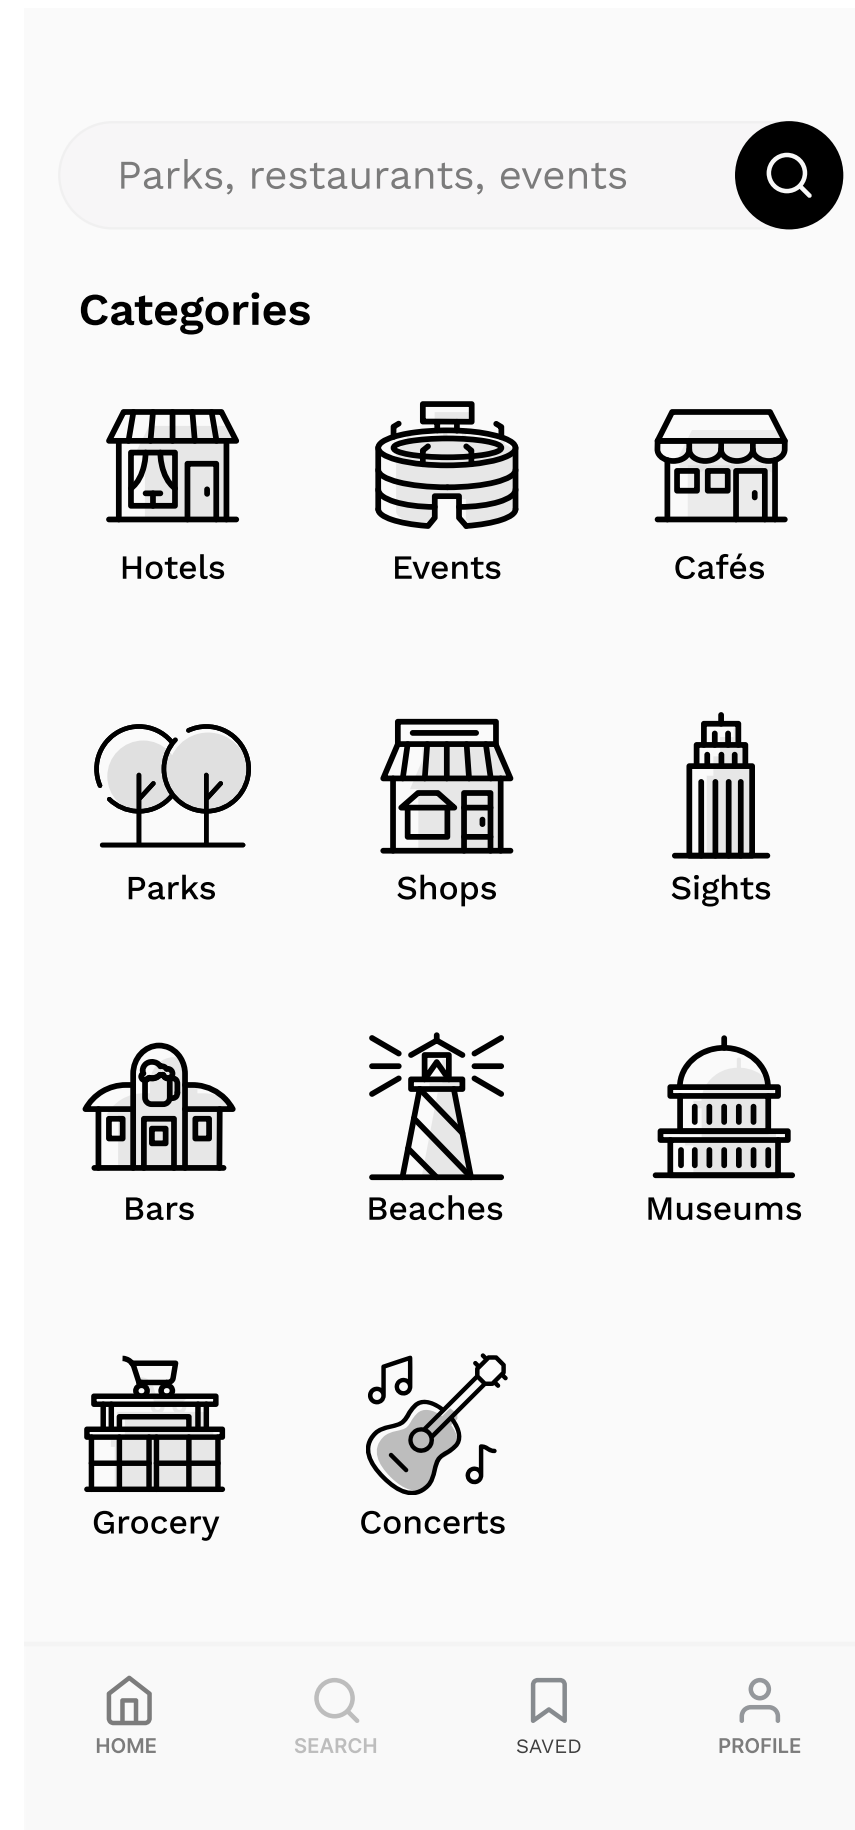 Parks, restaurants, events
Categories
Hotels
Events
Cafés
Parks
Shops
Sights
Bars
Beaches
Museums
Grocery
Concerts
HOME
SEARCH
SAVED
PROFILE